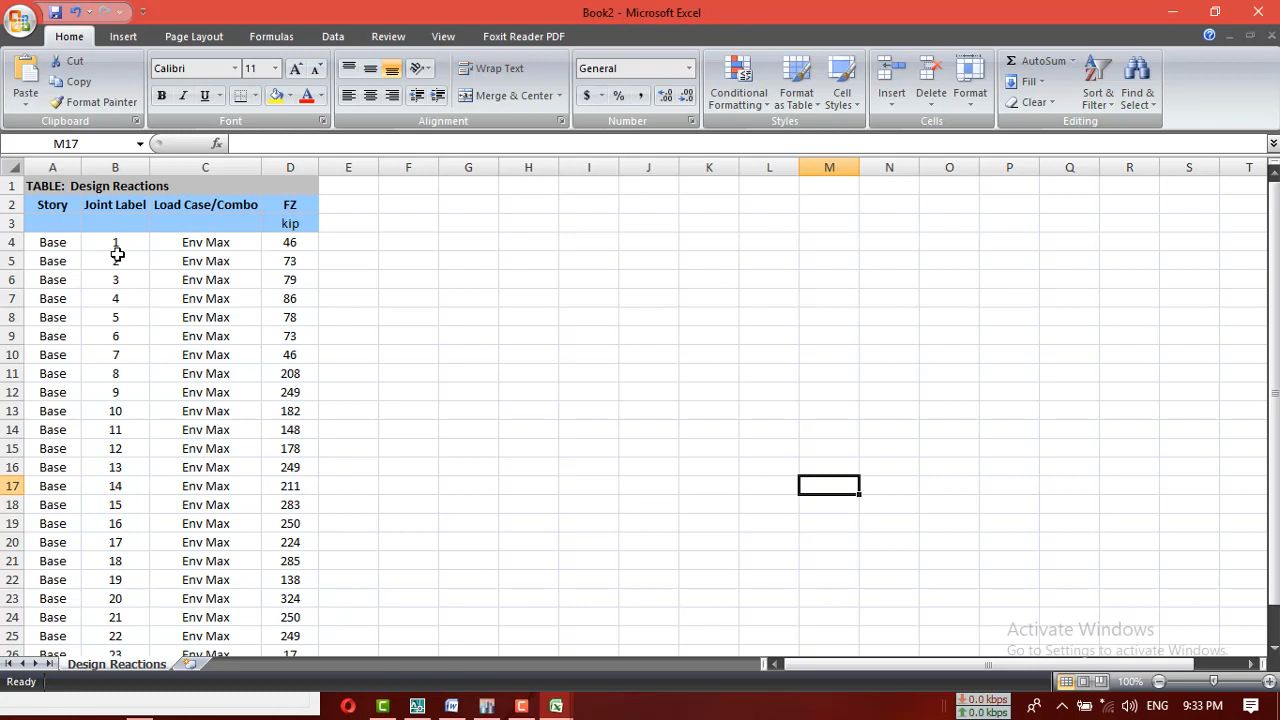 Book2 - Microsoft Excel
Home Insert Page Layout Formulas Data Review View Foxit Reader PDF
Paste Cut Copy Format Painter Clipboard
Calibri 11 A A B I U A Font
Wrap Text Merge & Center Alignment
General $ % , Number
Conditional Formatting Format as Table Cell Styles Styles
Insert Delete Format Cells
Σ AutoSum Fill Clear Sort & Filter Find & Select Editing
M17 fx
A B C D E F G H I J K L M N O P Q R S T
1 TABLE: Design Reactions
2 Story Joint Label Load Case/Combo FZ
3 kip
4 Base 1 Env Max 46
5 Base 2 Env Max 73
6 Base 3 Env Max 79
7 Base 4 Env Max 86
8 Base 5 Env Max 78
9 Base 6 Env Max 73
10 Base 7 Env Max 46
11 Base 8 Env Max 208
12 Base 9 Env Max 249
13 Base 10 Env Max 182
14 Base 11 Env Max 148
15 Base 12 Env Max 178
16 Base 13 Env Max 249
17 Base 14 Env Max 211
18 Base 15 Env Max 283
19 Base 16 Env Max 250
20 Base 17 Env Max 224
21 Base 18 Env Max 285
22 Base 19 Env Max 138
23 Base 20 Env Max 324
24 Base 21 Env Max 250
25 Base 22 Env Max 249
26 Base 23 Env Max 17
Activate Windows
Go to Settings to activate Windows.
Design Reactions
Ready 100%
0.0 kbps
0.0 kbps
ENG 9:33 PM